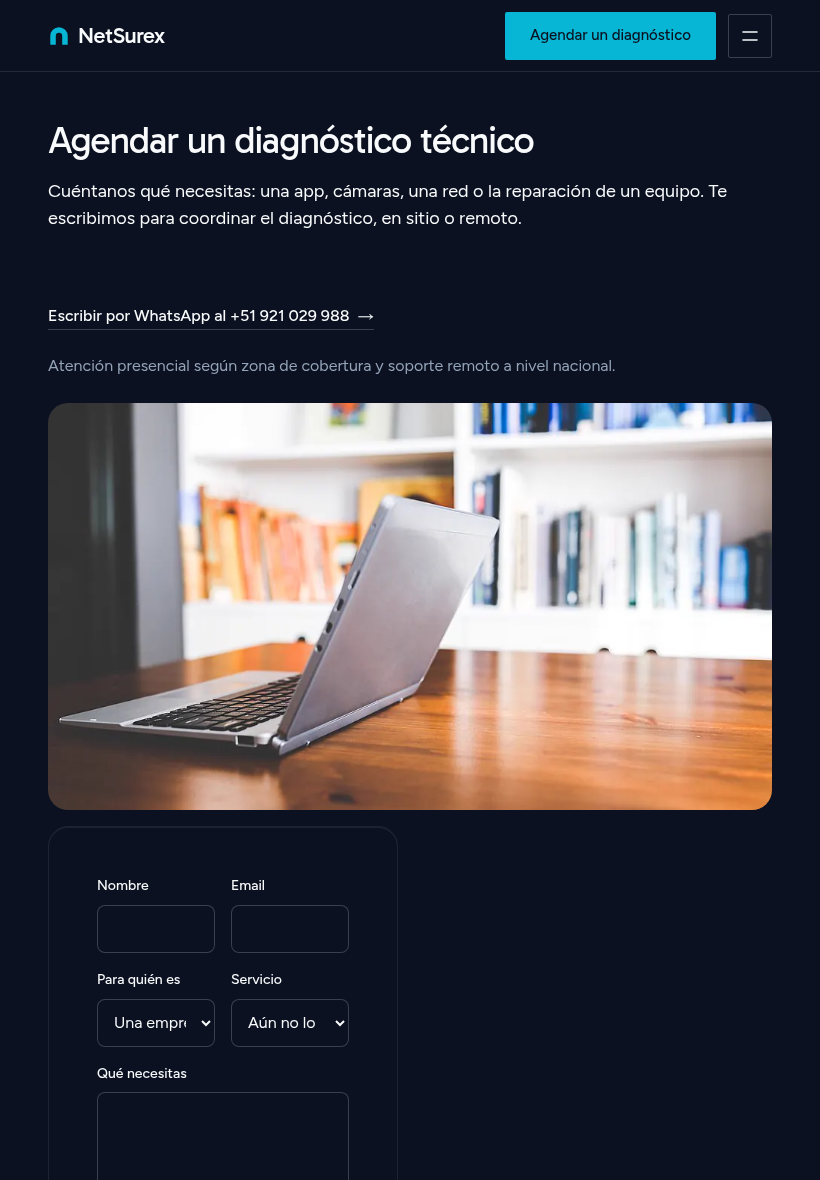 NetSurex
Agendar un diagnóstico
Agendar un diagnóstico técnico
Cuéntanos qué necesitas: una app, cámaras, una red o la reparación de un equipo. Te
escribimos para coordinar el diagnóstico, en sitio o remoto.
Escribir por WhatsApp al +51 921 029 988 →
Atención presencial según zona de cobertura y soporte remoto a nivel nacional.
Nombre
Email
Para quién es
Servicio
Una empr
Aún no lo
Qué necesitas